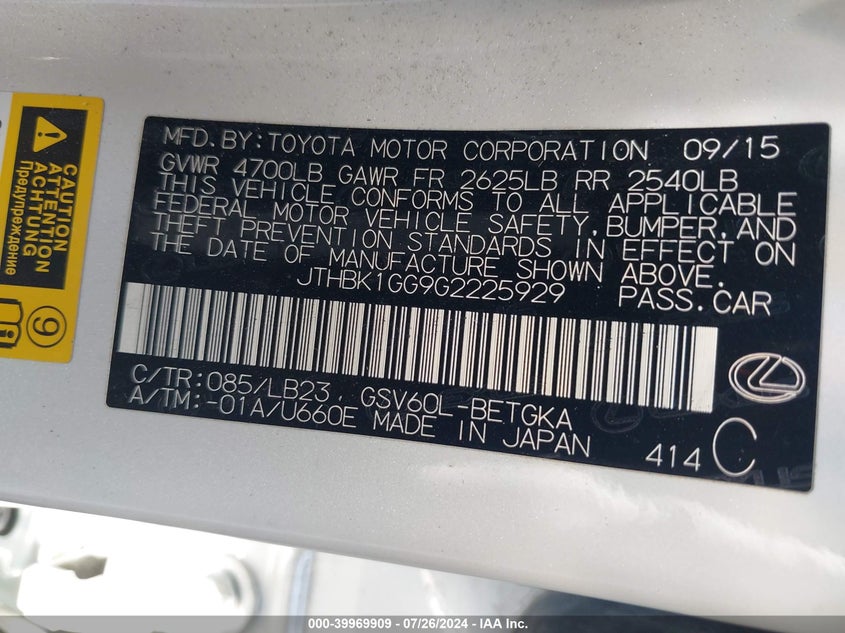 CAUTION
ATTENTION
ACHTUNG
Предупреждение
9
MFD.BY:TOYOTA MOTOR CORPORATION 09/15
GVWR 4700LB GAWR FR 2625LB RR 2540LB
THIS VEHICLE CONFORMS TO ALL APPLICABLE
FEDERAL MOTOR VEHICLE SAFETY,BUMPER,AND
THEFT PREVENTION STANDARDS IN EFFECT ON
THE DATE OF MANUFACTURE SHOWN ABOVE.
JTHBK1GG9G2225929 PASS.CAR
C/TR:085/LB23 GSV60L-BETGKA
A/TM:-01A/U660E MADE IN JAPAN
414 C
000-39969909 - 07/26/2024 - IAA Inc.